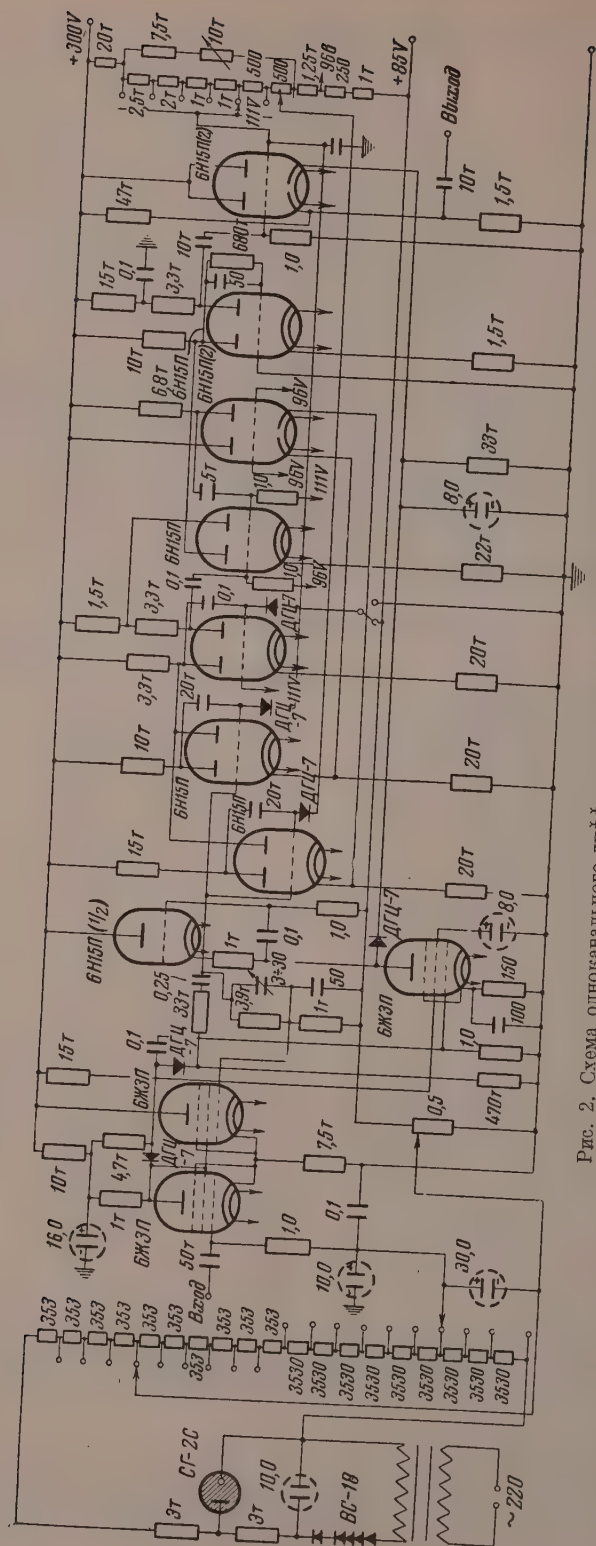 +300V
20т
7,5т
10т
2,5т
2т
1т
1т
500
111V
500
1,25т
96в
250
1т
+85V
47т
6Н15П(2)
Выход
10т
1,5т
15т
0,1
3,3т
10т
680т
50
1,0
10т
6Н15П
6Н15П(2)
1,5т
6,8т
5т
1,0
96V
96V
111V
33т
8,0
22т
6Н15П
0,1
1,0
96V
1,5т
3,3т
0,1
ДГЦ-7
3,3т
20т
ДГЦ
-7
111V
20т
10т
6Н15П
20т
ДГЦ-7
20т
15т
6Н15П
20т
6Н15П (1/2)
1т
0,1
1,0
3÷30
3,9т
50
1т
0,25
33т
ДГЦ-7
6Ж3П
8,0
150
100
1,0
470т
0,5
15т
0,1
ДГЦ
-7
6Ж3П
10т
4,7т
ДГЦ
-7
1т
16,0
6Ж3П
50т
Вход
1,0
7,5т
0,1
10,0
30,0
353
353
353
353
353
353
353
353
353
353
3530
3530
3530
3530
3530
3530
3530
3530
3530
3т
СГ-2С
3т
10,0
ВС-18
~220
Рис. 2. Схема одноканального